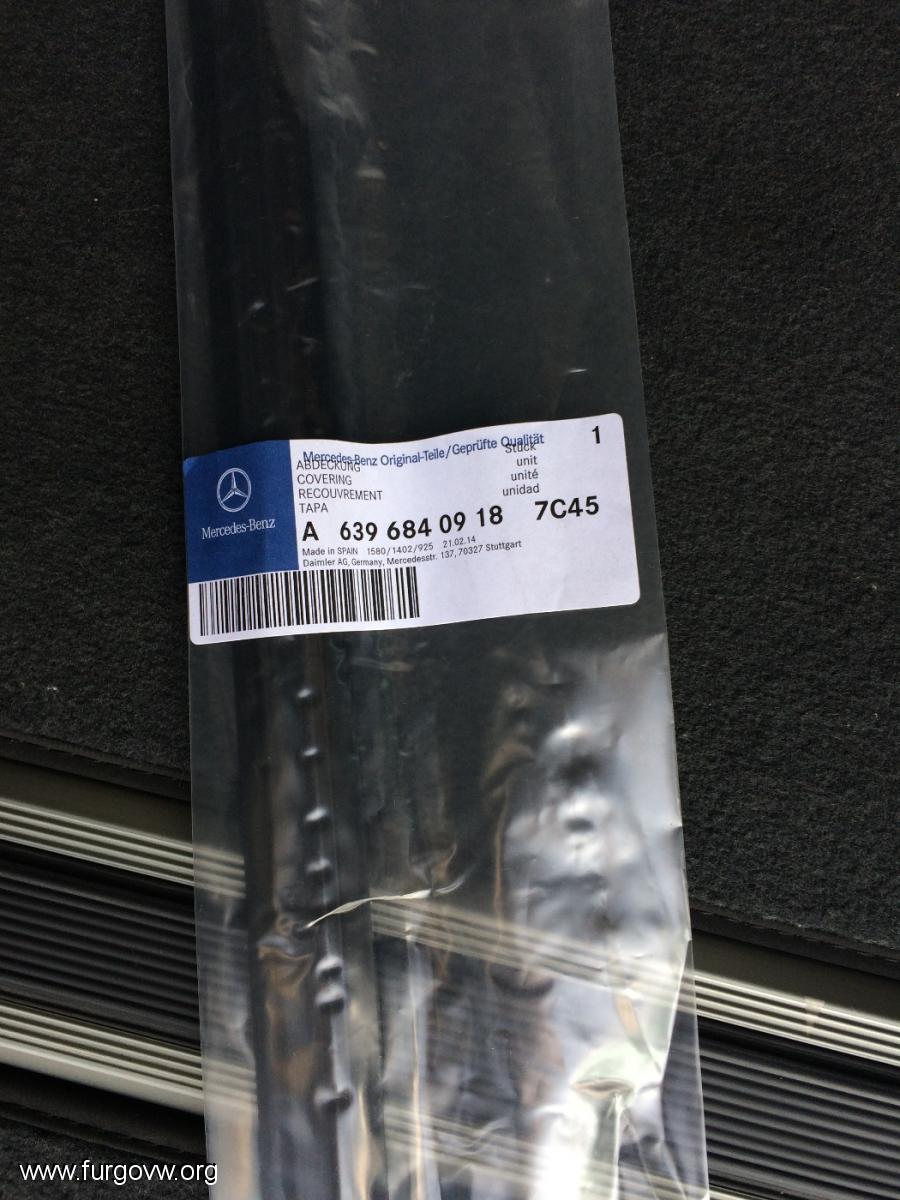 Mercedes-Benz Original-Teile/Geprüfte Qualität
1
ABDECKUNG Stück
COVERING unit
RECOUVREMENT unité
TAPA unidad
Mercedes-Benz
A 639 684 09 18 7C45
Made in SPAIN 1580/1402/925 21.02.14
Daimler AG, Germany, Mercedesstr. 137, 70327 Stuttgart
www.furgovw.org